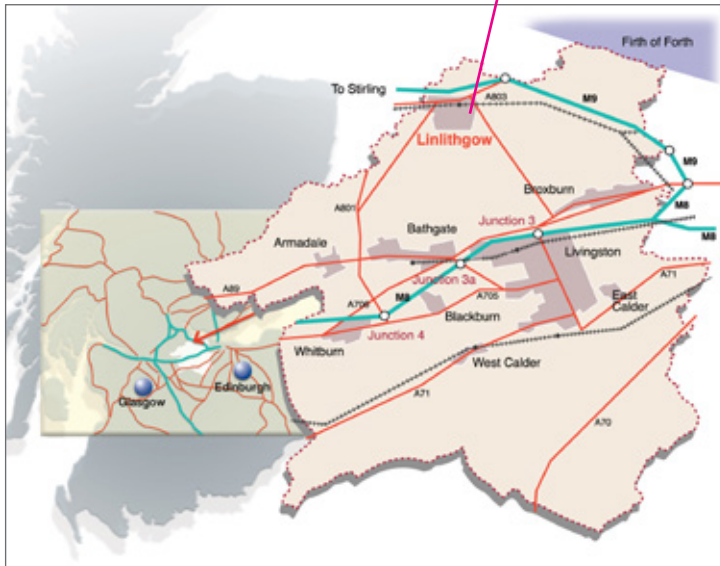 Firth of Forth
To Stirling
A803
M9
Linlithgow
M9
Broxburn
M8
A801
Junction 3
Bathgate
Armadale
M8
Livingston
A71
A89
Junction 3a
A706
M8
A705
East
Calder
Blackburn
Junction 4
Whitburn
West Calder
Edinburgh
Glasgow
A71
A70